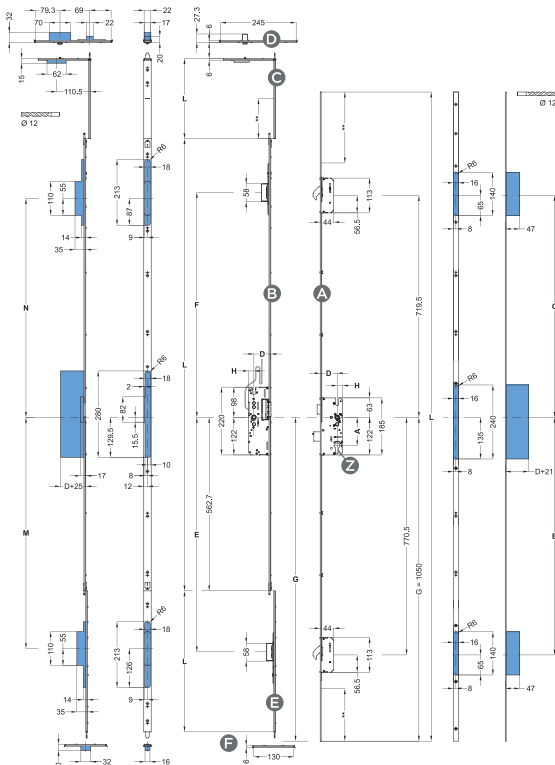 79.3
69
70
22
32
22
17
20
245
27.3
6
D
6
C
15
62
110.5
Ø 12
Ø 12
L
**
**
R6
18
213
87
9
110
55
14
35
58
113
44
56.5
R6
16
140
65
8
47
N
F
B
A
719.5
C
L
R6
18
2
280
82
129.5
15.5
10
8
12
17
D+25
H
D
98
220
122
D
H
63
185
A
122
Z
L
R6
16
240
135
8
D+21
562.7
M
E
G
770.5
G = 1050
E
R6
18
213
126
9
110
55
14
35
58
L
E
44
113
56.5
**
R6
16
140
65
8
47
F
32
16
6
130